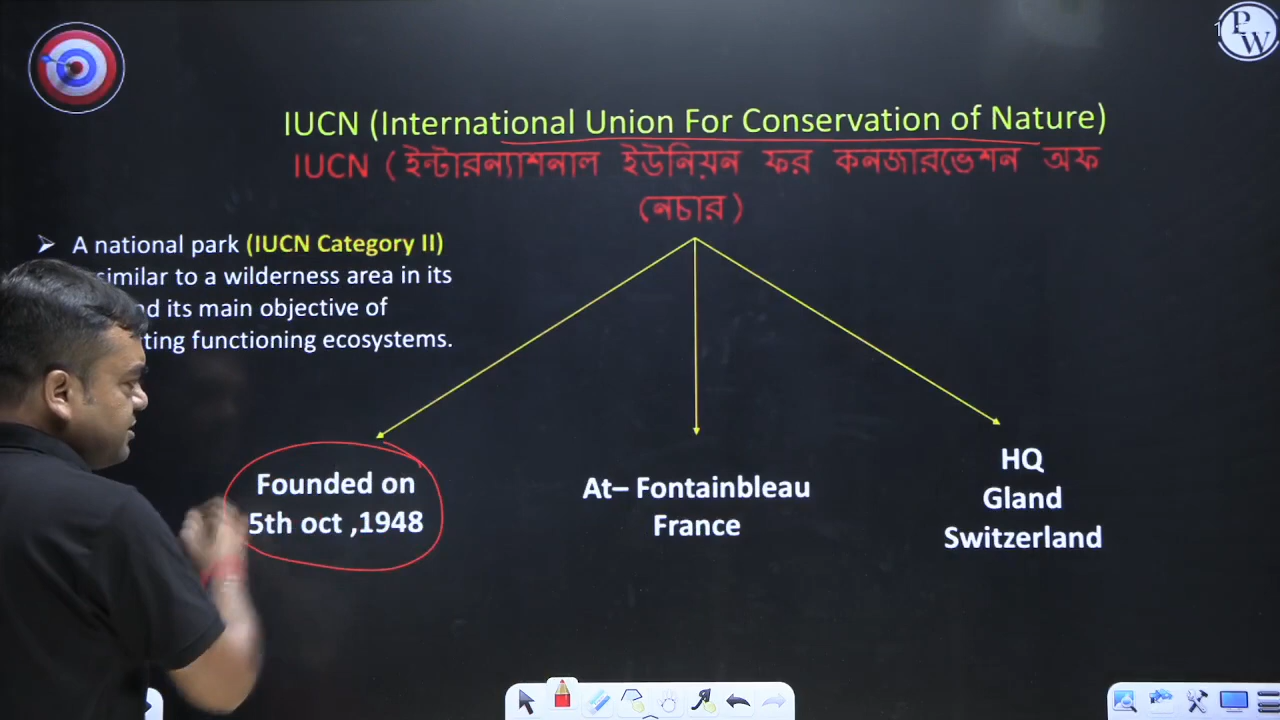 PW
IUCN (International Union For Conservation of Nature)
IUCN (ইন্টারন্যাশনাল ইউনিয়ন ফর কনজারভেশন অফ
নেচার)
➢ A national park (IUCN Category II)
similar to a wilderness area in its
its main objective of
functioning ecosystems.
Founded on
5th oct ,1948
At– Fontainbleau
France
HQ
Gland
Switzerland